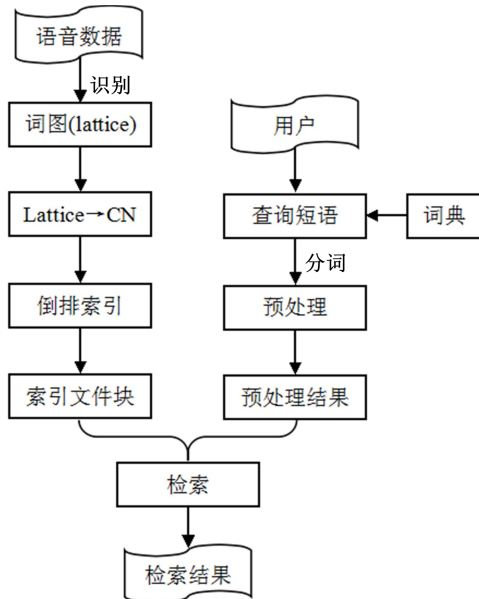 语音数据
识别
词图(lattice)
用户
Lattice→CN
查询短语
词典
分词
倒排索引
预处理
索引文件块
预处理结果
检索
检索结果